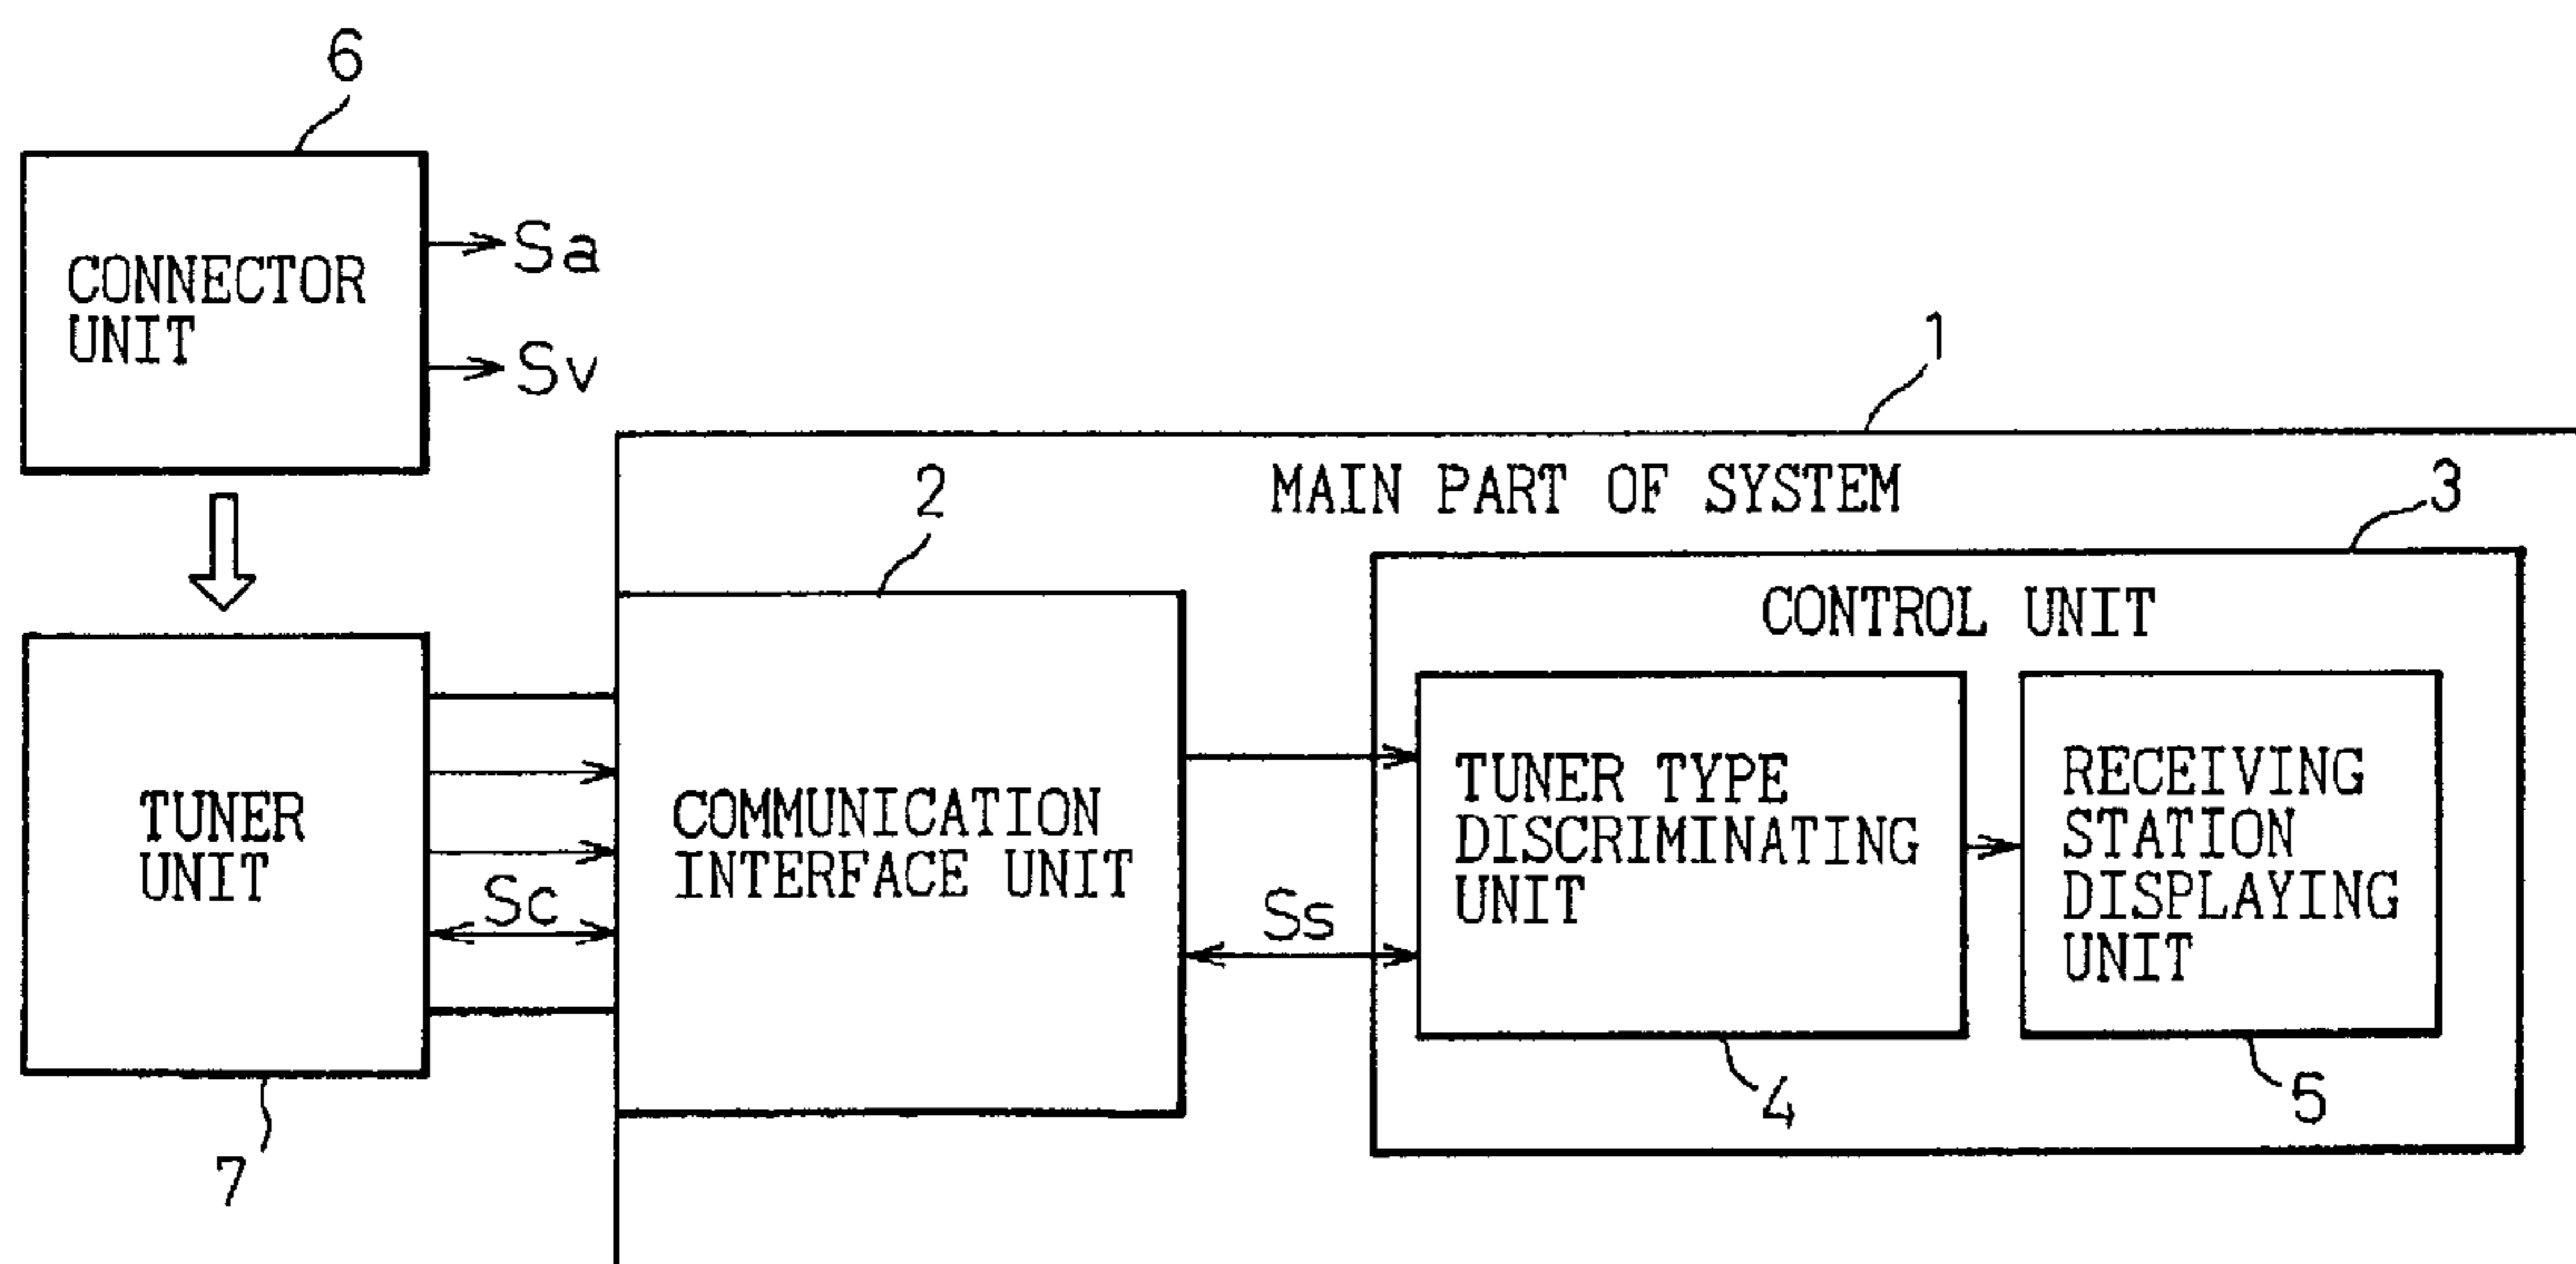 6
CONNECTOR
UNIT
Sa
Sv
1
MAIN PART OF SYSTEM
2
3
CONTROL UNIT
TUNER
UNIT
Sc
COMMUNICATION
INTERFACE UNIT
Ss
TUNER TYPE
DISCRIMINATING
UNIT
RECEIVING
STATION
DISPLAYING
UNIT
4
5
7